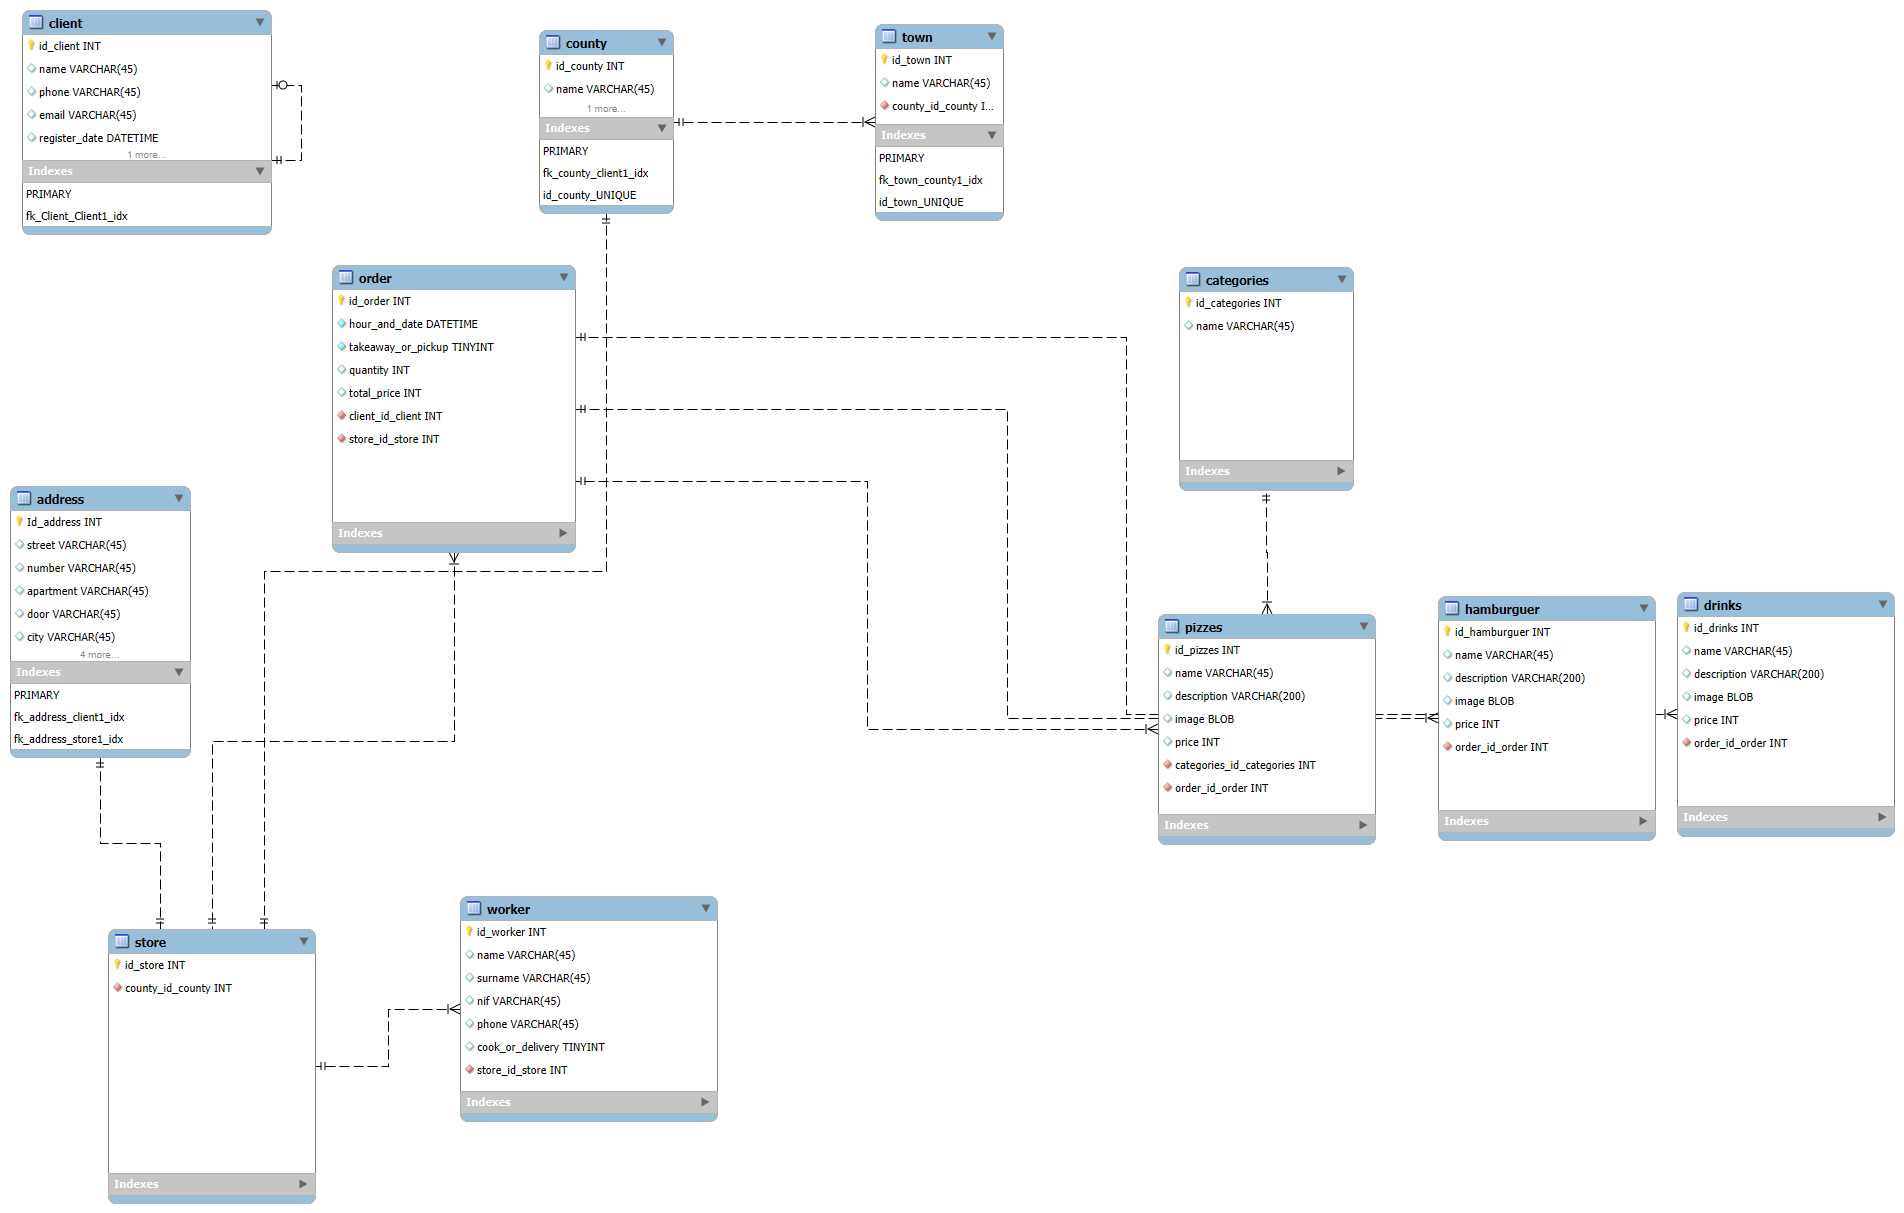 client
id_client INT
name VARCHAR(45)
phone VARCHAR(45)
email VARCHAR(45)
register_date DATETIME
1 more...
Indexes
PRIMARY
fk_Client_Client1_idx
county
id_county INT
name VARCHAR(45)
1 more...
Indexes
PRIMARY
fk_county_client1_idx
id_county_UNIQUE
town
id_town INT
name VARCHAR(45)
county_id_county I...
Indexes
PRIMARY
fk_town_county1_idx
id_town_UNIQUE
order
id_order INT
hour_and_date DATETIME
takeaway_or_pickup TINYINT
quantity INT
total_price INT
client_id_client INT
store_id_store INT
Indexes
categories
id_categories INT
name VARCHAR(45)
Indexes
address
Id_address INT
street VARCHAR(45)
number VARCHAR(45)
apartment VARCHAR(45)
door VARCHAR(45)
city VARCHAR(45)
4 more...
Indexes
PRIMARY
fk_address_client1_idx
fk_address_store1_idx
pizzes
id_pizzes INT
name VARCHAR(45)
description VARCHAR(200)
image BLOB
price INT
categories_id_categories INT
order_id_order INT
Indexes
hamburguer
id_hamburguer INT
name VARCHAR(45)
description VARCHAR(200)
image BLOB
price INT
order_id_order INT
Indexes
drinks
id_drinks INT
name VARCHAR(45)
description VARCHAR(200)
image BLOB
price INT
order_id_order INT
Indexes
store
id_store INT
county_id_county INT
Indexes
worker
id_worker INT
name VARCHAR(45)
surname VARCHAR(45)
nif VARCHAR(45)
phone VARCHAR(45)
cook_or_delivery TINYINT
store_id_store INT
Indexes